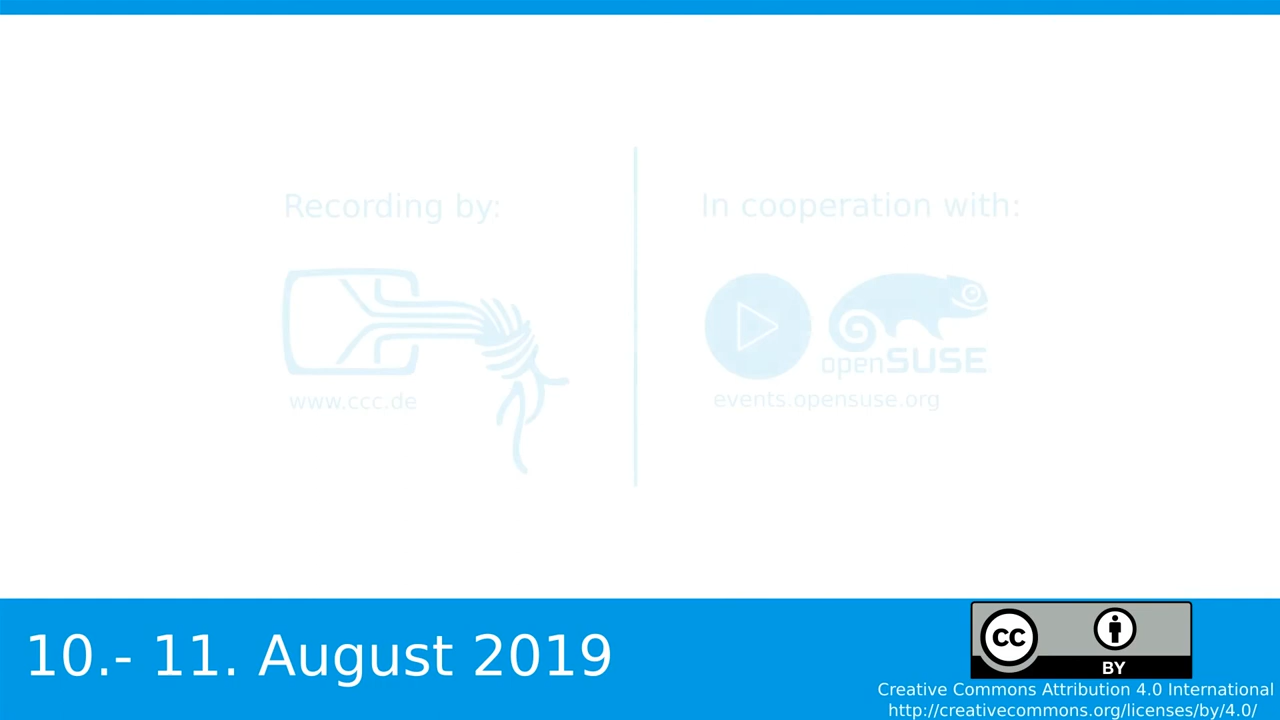 Recording by:
www.ccc.de
In cooperation with:
openSUSE
events.opensuse.org
10.- 11. August 2019
cc
BY
Creative Commons Attribution 4.0 International
http://creativecommons.org/licenses/by/4.0/